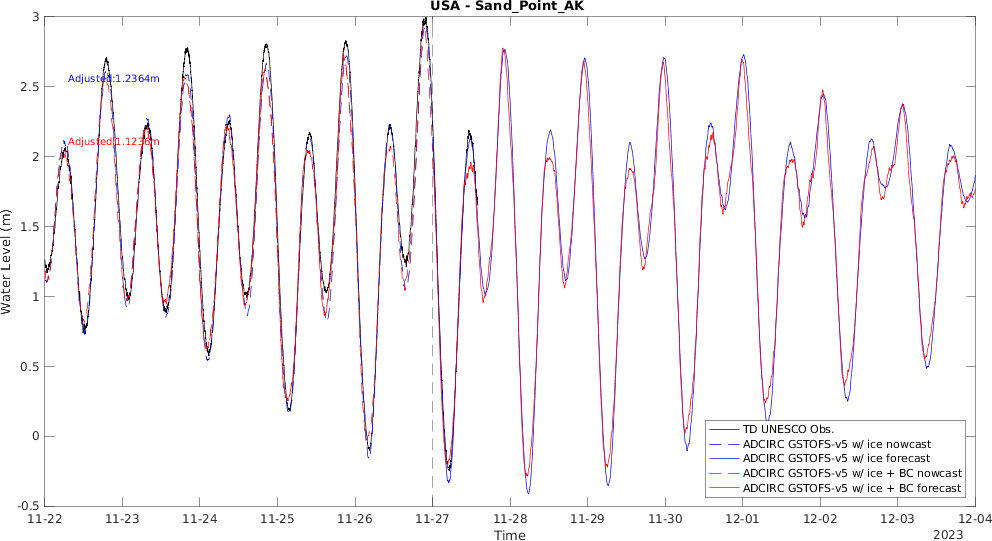 USA - Sand_Point_AK
3
2.5
2
1.5
1
0.5
0
-0.5
Water Level (m)
Adjusted:1.2364m
Adjusted:1.1236m
TD UNESCO Obs.
ADCIRC GSTOFS-v5 w/ ice nowcast
ADCIRC GSTOFS-v5 w/ ice forecast
ADCIRC GSTOFS-v5 w/ ice + BC nowcast
ADCIRC GSTOFS-v5 w/ ice + BC forecast
11-22 11-23 11-24 11-25 11-26 11-27 11-28 11-29 11-30 12-01 12-02 12-03 12-04
Time
2023